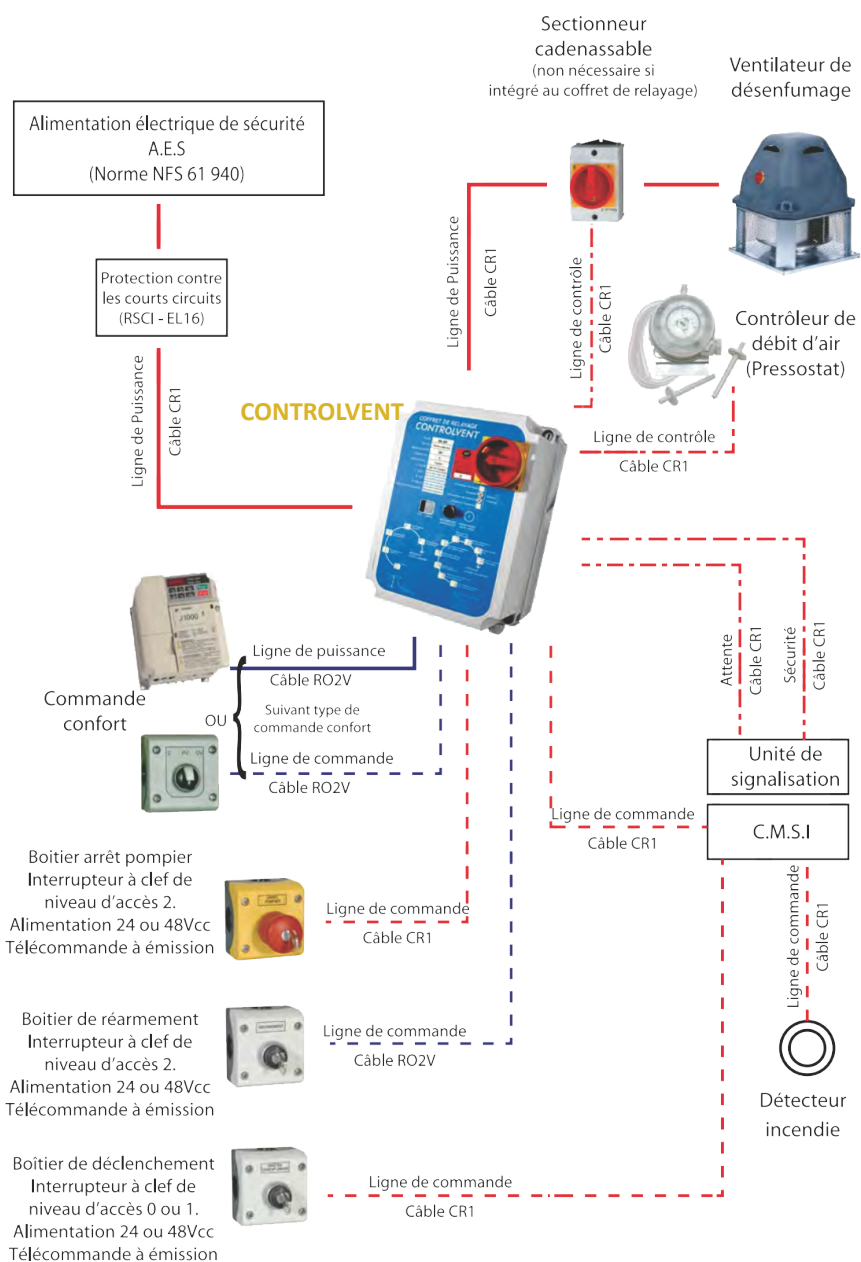 Sectionneur
cadenassable
(non nécessaire si
intégré au coffret de relayage)
Ventilateur de
désenfumage
Alimentation électrique de sécurité
A.E.S
(Norme NFS 61 940)
Protection contre
les courts circuits
(RSCI - EL16)
Ligne de Puissance
Câble CR1
Ligne de Puissance
Câble CR1
Ligne de contrôle
Câble CR1
Contrôleur de
débit d'air
(Pressostat)
Ligne de contrôle
Câble CR1
CONTROLVENT
COFFRET DE RELAYAGE
CONTROLVENT
J1000
Commande
confort
Ligne de puissance
Câble RO2V
OU
Suivant type de
commande confort
Ligne de commande
Câble RO2V
Attente
Câble CR1
Sécurité
Câble CR1
Unité de
signalisation
C.M.S.I
Ligne de commande
Câble CR1
Ligne de commande
Câble CR1
Détecteur
incendie
Boitier arrêt pompier
Interrupteur à clef de
niveau d'accès 2.
Alimentation 24 ou 48Vcc
Télécommande à émission
Ligne de commande
Câble CR1
Boitier de réarmement
Interrupteur à clef de
niveau d'accès 2.
Alimentation 24 ou 48Vcc
Télécommande à émission
Ligne de commande
Câble RO2V
Boîtier de déclenchement
Interrupteur à clef de
niveau d'accès 0 ou 1.
Alimentation 24 ou 48Vcc
Télécommande à émission
Ligne de commande
Câble CR1